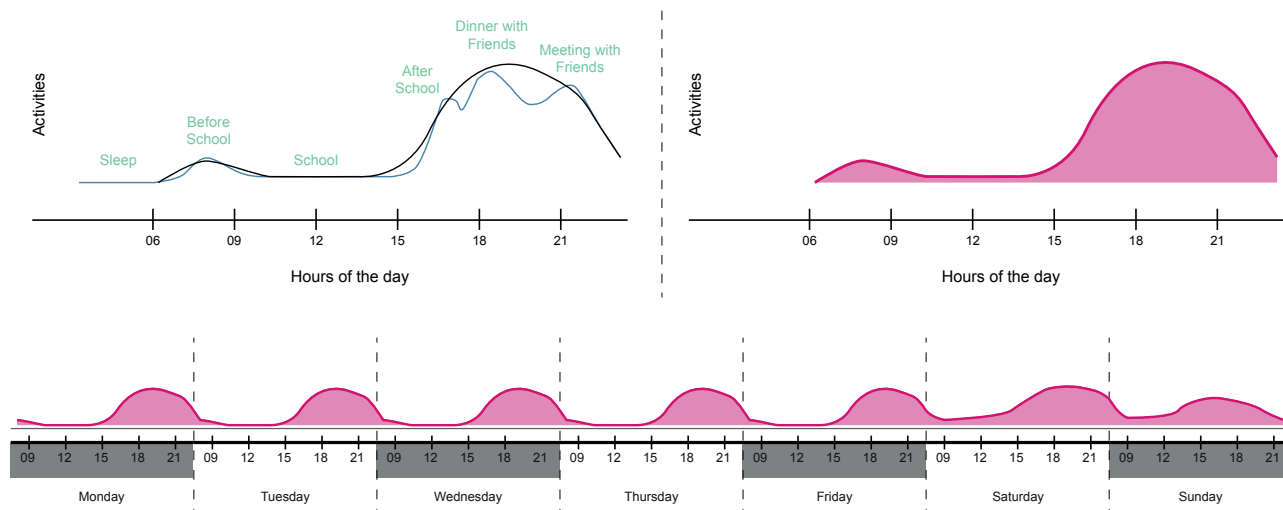 Dinner with
Friends
Meeting with
Friends
After
School
Before
School
Sleep
School
Activities
06 09 12 15 18 21
Hours of the day
Activities
06 09 12 15 18 21
Hours of the day
09 12 15 18 21 09 12 15 18 21 09 12 15 18 21 09 12 15 18 21 09 12 15 18 21 09 12 15 18 21 09 12 15 18 21
Monday Tuesday Wednesday Thursday Friday Saturday Sunday